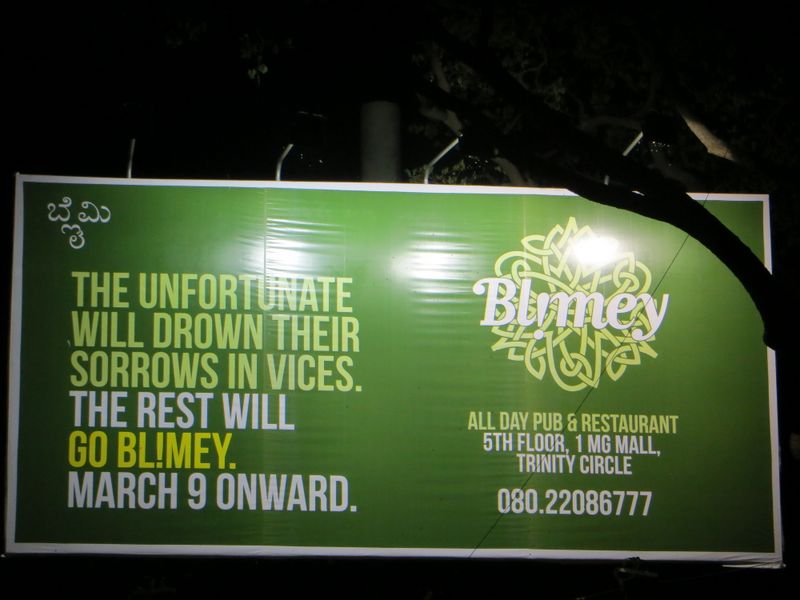 ಬ್ಲೈಮಿ
THE UNFORTUNATE
WILL DROWN THEIR
SORROWS IN VICES.
THE REST WILL
GO BL!MEY.
MARCH 9 ONWARD.
Bl!mey
ALL DAY PUB & RESTAURANT
5TH FLOOR, 1 MG MALL,
TRINITY CIRCLE
080.22086777